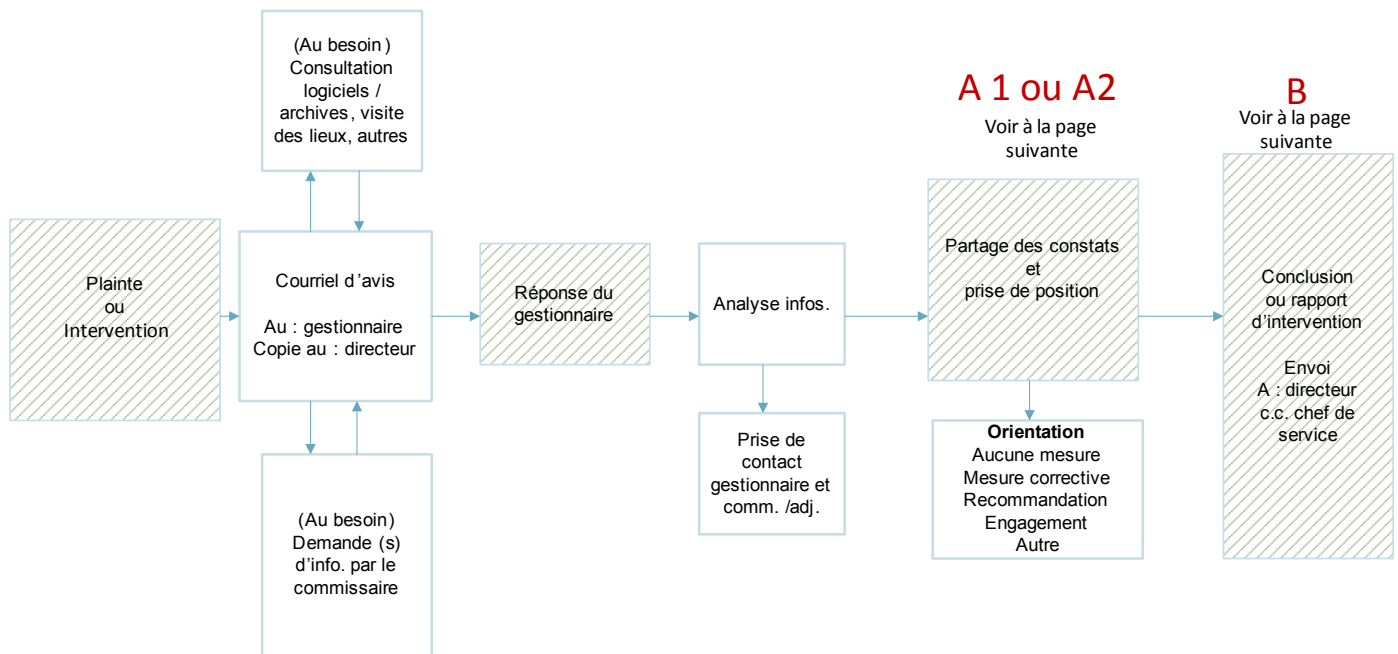 (Au besoin)
Consultation
logiciels /
archives, visite
des lieux, autres
A 1 ou A2
Voir à la page
suivante
B
Voir à la page
suivante
Plainte
ou
Intervention
Courriel d'avis
Au : gestionnaire
Copie au : directeur
Réponse du
gestionnaire
Analyse infos.
Partage des constats
et
prise de position
Conclusion
ou rapport
d'intervention
Envoi
A : directeur
c.c. chef de
service
(Au besoin)
Demande (s)
d'info. par le
commissaire
Prise de
contact
gestionnaire et
comm. /adj.
Orientation
Aucune mesure
Mesure corrective
Recommandation
Engagement
Autre